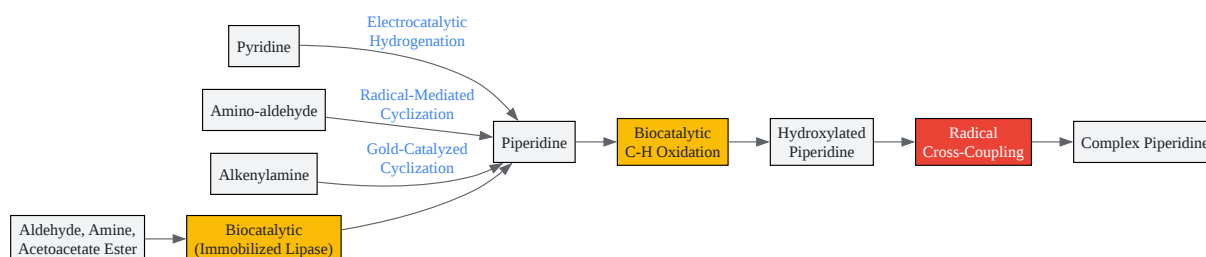 Electrocatalytic
Hydrogenation
Pyridine
Radical-Mediated
Cyclization
Amino-aldehyde
Gold-Catalyzed
Cyclization
Alkenylamine
Aldehyde, Amine,
Acetoacetate Ester
Biocatalytic
(Immobilized Lipase)
Piperidine
Biocatalytic
C-H Oxidation
Hydroxylated
Piperidine
Radical
Cross-Coupling
Complex Piperidine